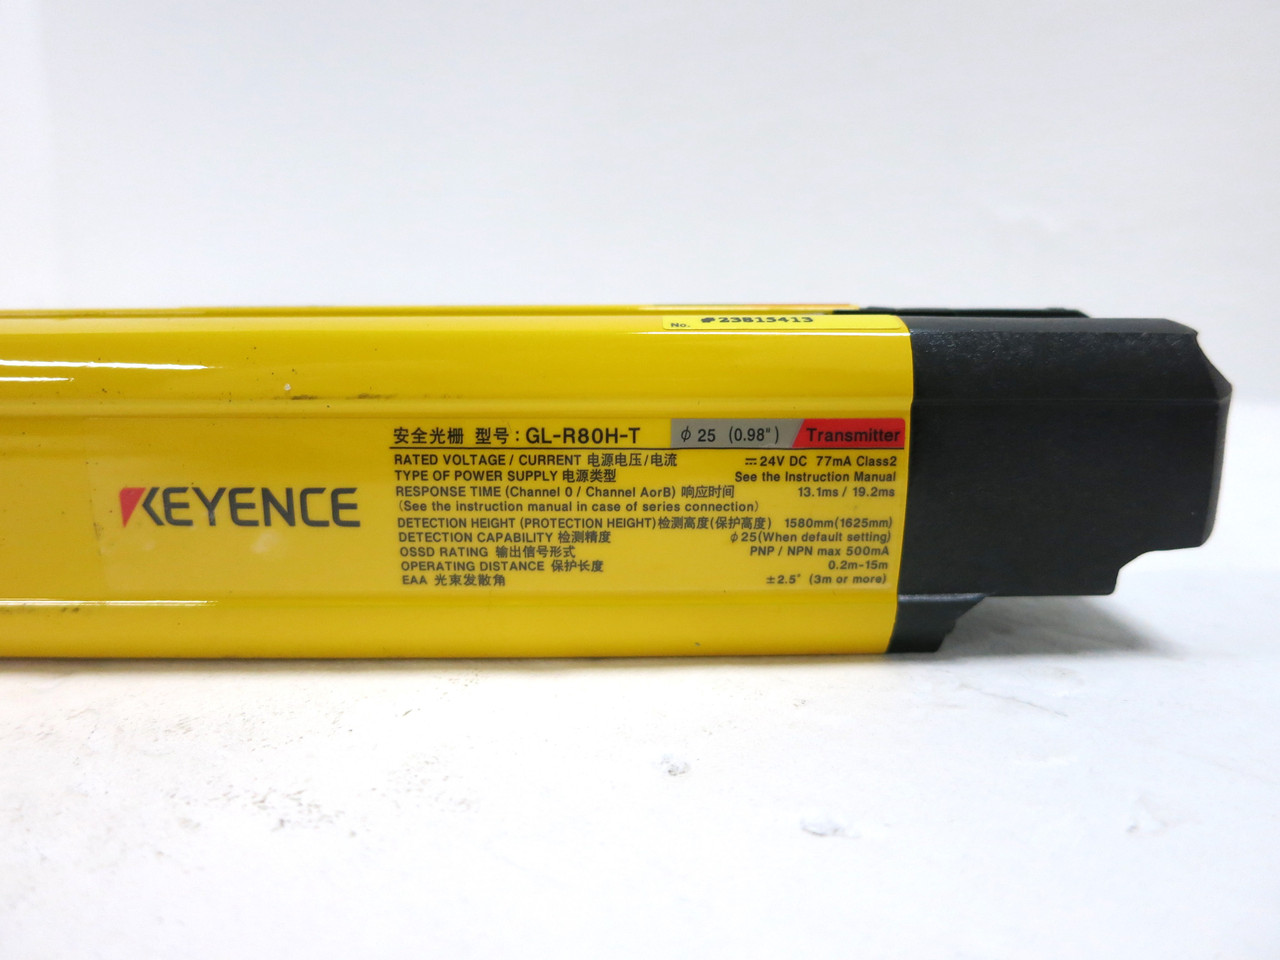 No. #23815413
安全光栅 型号: GL-R80H-T φ25 (0.98") Transmitter
RATED VOLTAGE / CURRENT 电源电压/电流 ⎓24V DC 77mA Class2
TYPE OF POWER SUPPLY 电源类型 See the Instruction Manual
RESPONSE TIME (Channel 0 / Channel AorB) 响应时间 13.1ms / 19.2ms
(See the instruction manual in case of series connection)
KEYENCE
DETECTION HEIGHT (PROTECTION HEIGHT)检测高度(保护高度) 1580mm(1625mm)
DETECTION CAPABILITY 检测精度 φ25(When default setting)
OSSD RATING 输出信号形式 PNP / NPN max 500mA
OPERATING DISTANCE 保护长度 0.2m-15m
EAA 光束发散角 ±2.5° (3m or more)